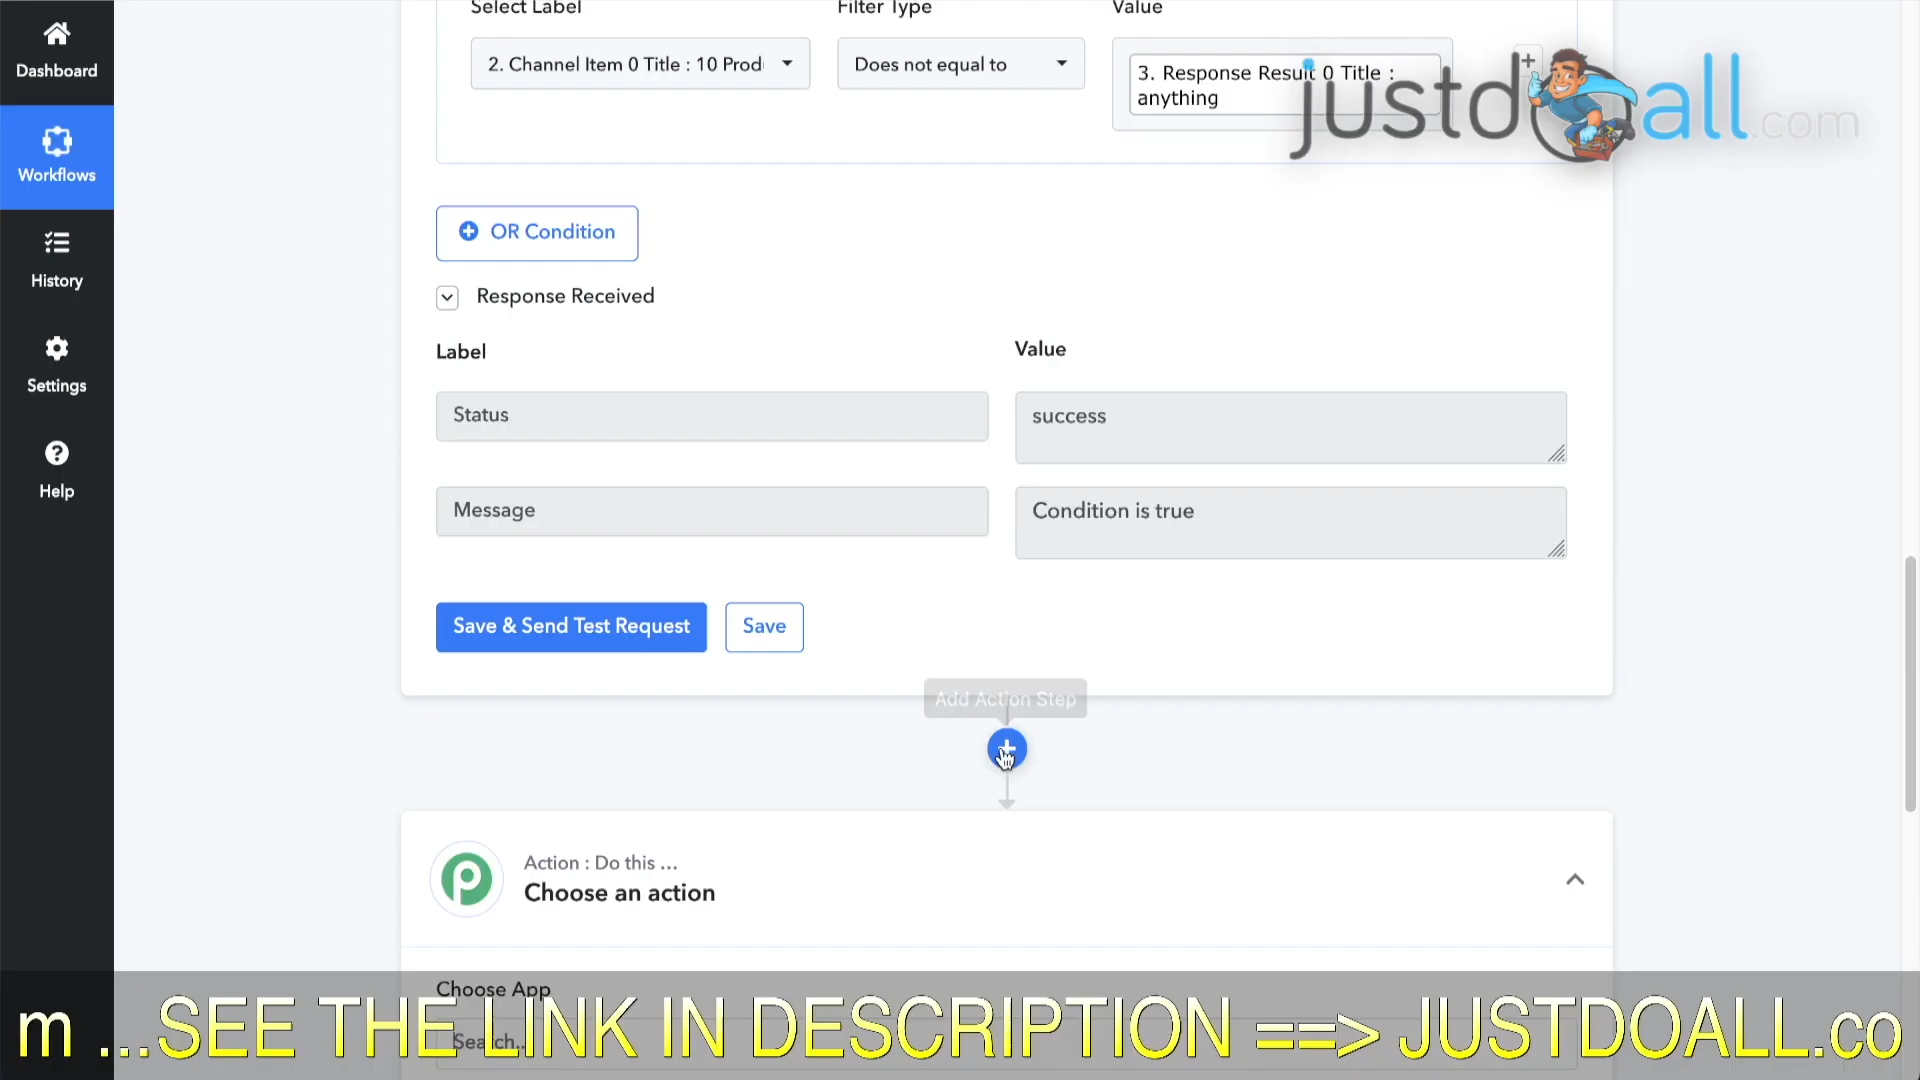 Select Label
Filter Type
Value
2. Channel Item 0 Title : 10 Prod
Does not equal to
3. Response Result 0 Title :
anything
justdoall.com
Dashboard
Workflows
History
Settings
Help
OR Condition
Response Received
Label
Value
Status
success
Message
Condition is true
Save & Send Test Request
Save
Add Action Step
Action : Do this ...
Choose an action
Choose App
Search..
m ...SEE THE LINK IN DESCRIPTION ==> JUSTDOALL.co